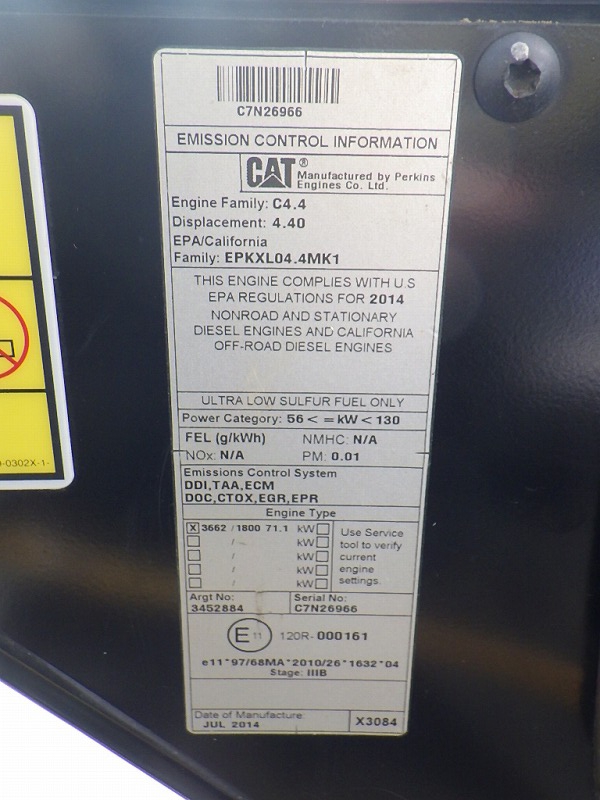 C7N26966
EMISSION CONTROL INFORMATION
CAT® Manufactured by Perkins
Engines Co. Ltd.
Engine Family: C4.4
Displacement: 4.40
EPA/California
Family: EPKXL04.4MK1
THIS ENGINE COMPLIES WITH U.S
EPA REGULATIONS FOR 2014
NONROAD AND STATIONARY
DIESEL ENGINES AND CALIFORNIA
OFF-ROAD DIESEL ENGINES
ULTRA LOW SULFUR FUEL ONLY
Power Category: 56 < = kW < 130
FEL (g/kWh) NMHC: N/A
NOx: N/A PM: 0.01
Emissions Control System
DDI,TAA,ECM
DOC,CTOX,EGR,EPR
Engine Type
X 3662 / 1800 71.1 kW
/ kW
/ kW
/ kW
/ kW
Use Service
tool to verify
current
engine
settings.
Argt No: Serial No:
3452884 C7N26966
E 11 120R-000161
e11*97/68MA*2010/26*1632*04
Stage: IIIB
Date of Manufacture:
JUL 2014 X3084
-0302X-1-